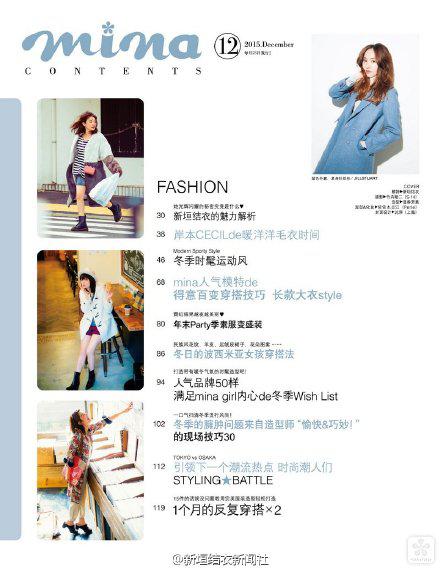 mina
CONTENTS
12 2015.December
FASHION
COVER
30 新垣结衣的魅力解析
38 岸本CECILde暖洋洋毛衣时间
Modern Sporty Style
46 冬季时髦运动风
68 mina人气模特de
得意百变穿搭技巧 长款大衣style
80 年末Party季素服变盛装
86 冬日的波西米亚女孩穿搭法
94 人气品牌50样
满足mina girl内心de冬季Wish List
102 冬季的臃肿问题来自造型师“愉快&巧妙！”
的现场技巧30
TOKYO vs OSAKA
112 引领下一个潮流热点 时尚潮人们
STYLING★BATTLE
119 1个月的反复穿搭×2
@新垣结衣新闻社